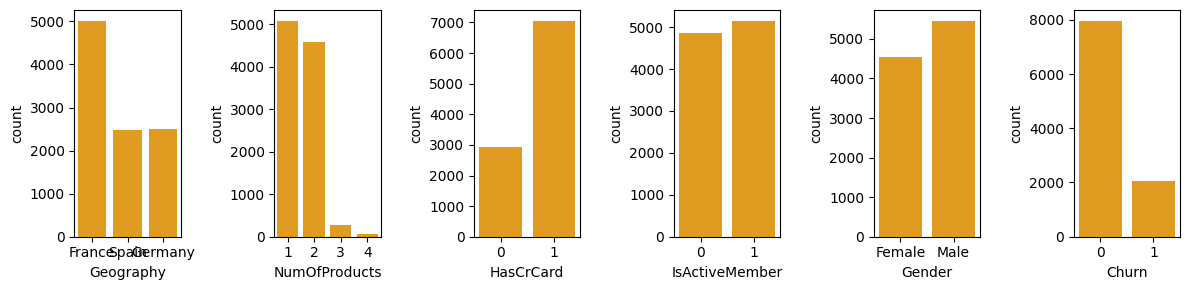 count
5000
4000
3000
2000
1000
0
France Spain Germany
Geography
count
5000
4000
3000
2000
1000
0
1 2 3 4
NumOfProducts
count
7000
6000
5000
4000
3000
2000
1000
0
0 1
HasCrCard
count
5000
4000
3000
2000
1000
0
0 1
IsActiveMember
count
5000
4000
3000
2000
1000
0
Female Male
Gender
count
8000
6000
4000
2000
0
0 1
Churn